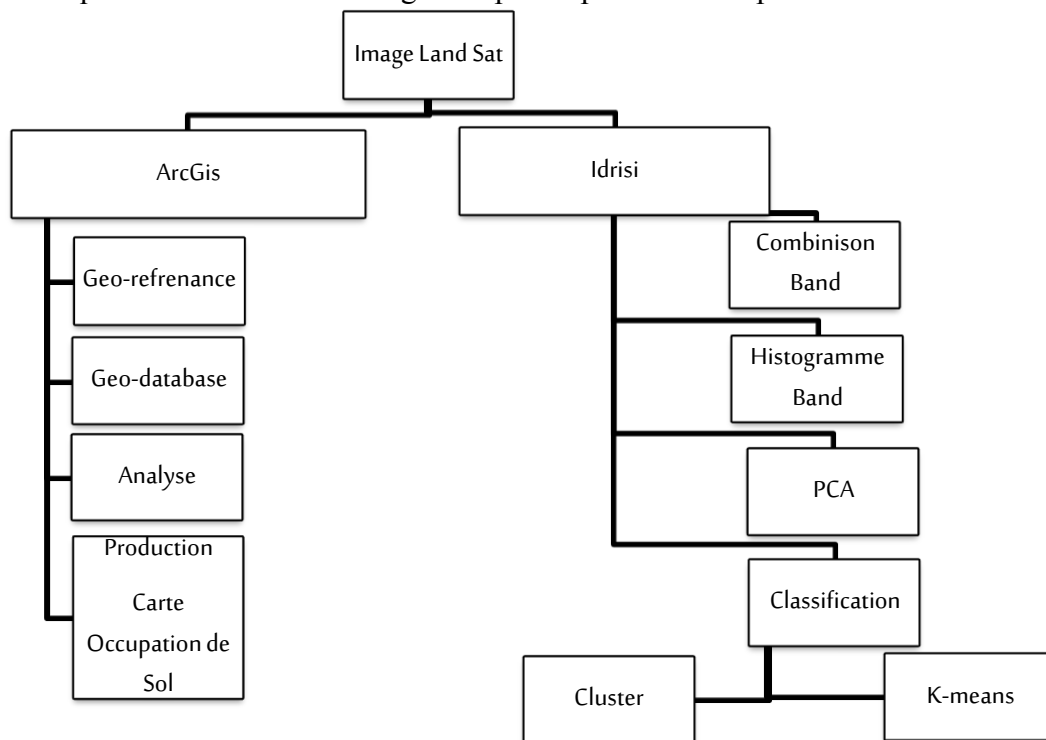 Image Land Sat
ArcGis
Idrisi
Geo-refrenance
Geo-database
Analyse
Production
Carte
Occupation de
Sol
Combinison
Band
Histogramme
Band
PCA
Classification
Cluster
K-means